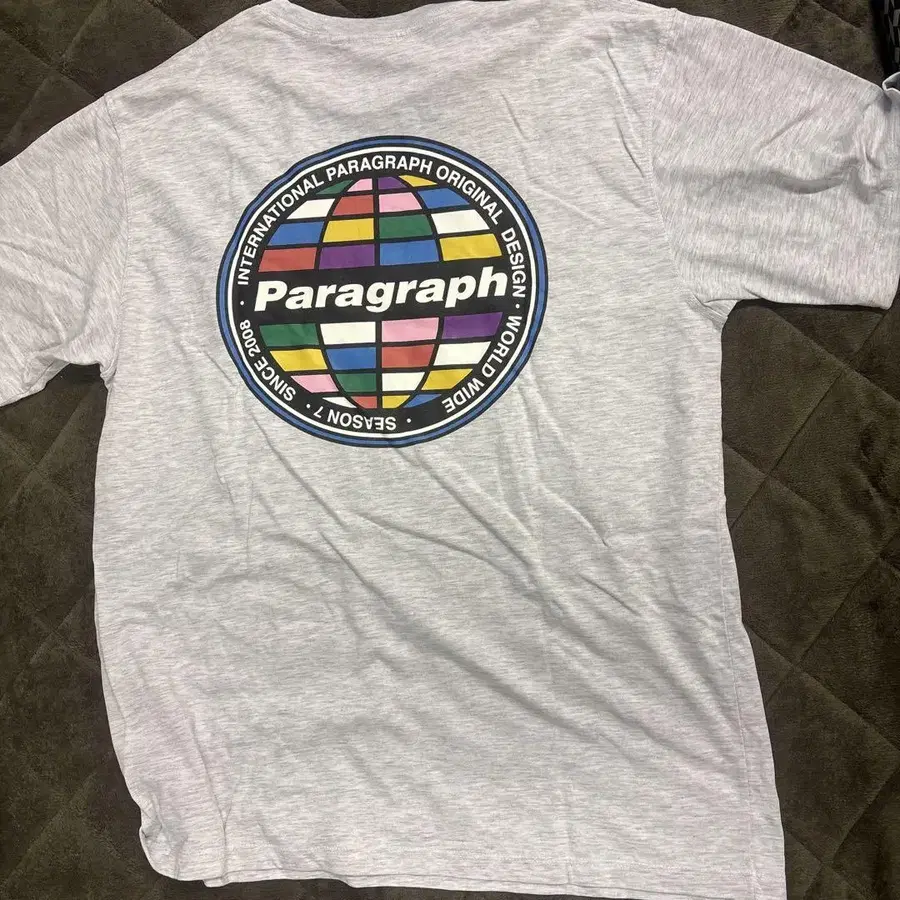 INTERNATIONAL PARAGRAPH ORIGINAL DESIGN · WORLD WIDE · SEASON 7 · SINCE 2008 ·
Paragraph